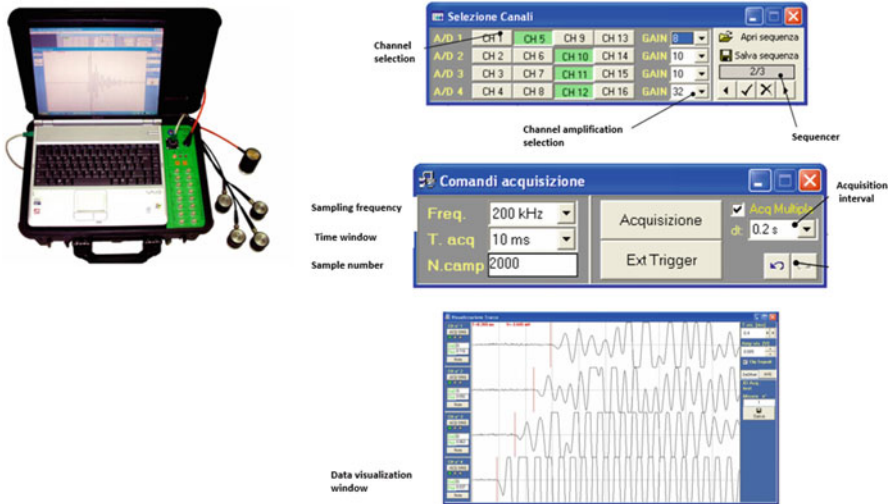 Selezione Canali
A/D 1 CH 1 CH 5 CH 9 CH 13 GAIN 8 Apri sequenza
A/D 2 CH 2 CH 6 CH 10 CH 14 GAIN 10 Salva sequenza
A/D 3 CH 3 CH 7 CH 11 CH 15 GAIN 10 2/3
A/D 4 CH 4 CH 8 CH 12 CH 16 GAIN 32
Channel
selection
Channel amplification
selection
Sequencer
Comandi acquisizione
Sampling frequency
Freq. 200 kHz
Acquisizione
Acq Multiple
Acquisition
interval
dt 0.2 s
Time window
T. acq 10 ms
Sample number
N.camp 2000
Ext Trigger
Data visualization
window